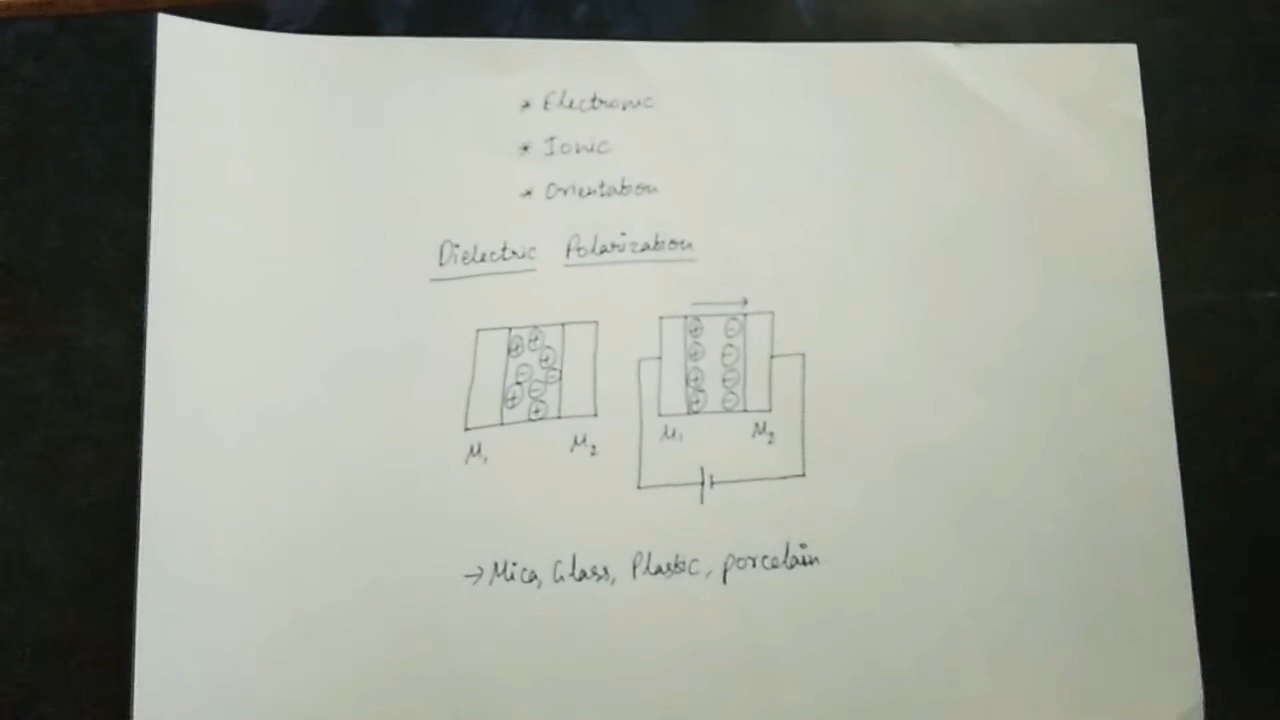 * Electronic
* Ionic
* Orientation
Dielectric Polarization
M₁ M₂ M₁ M₂
→ Mica, Glass, Plastic, porcelain